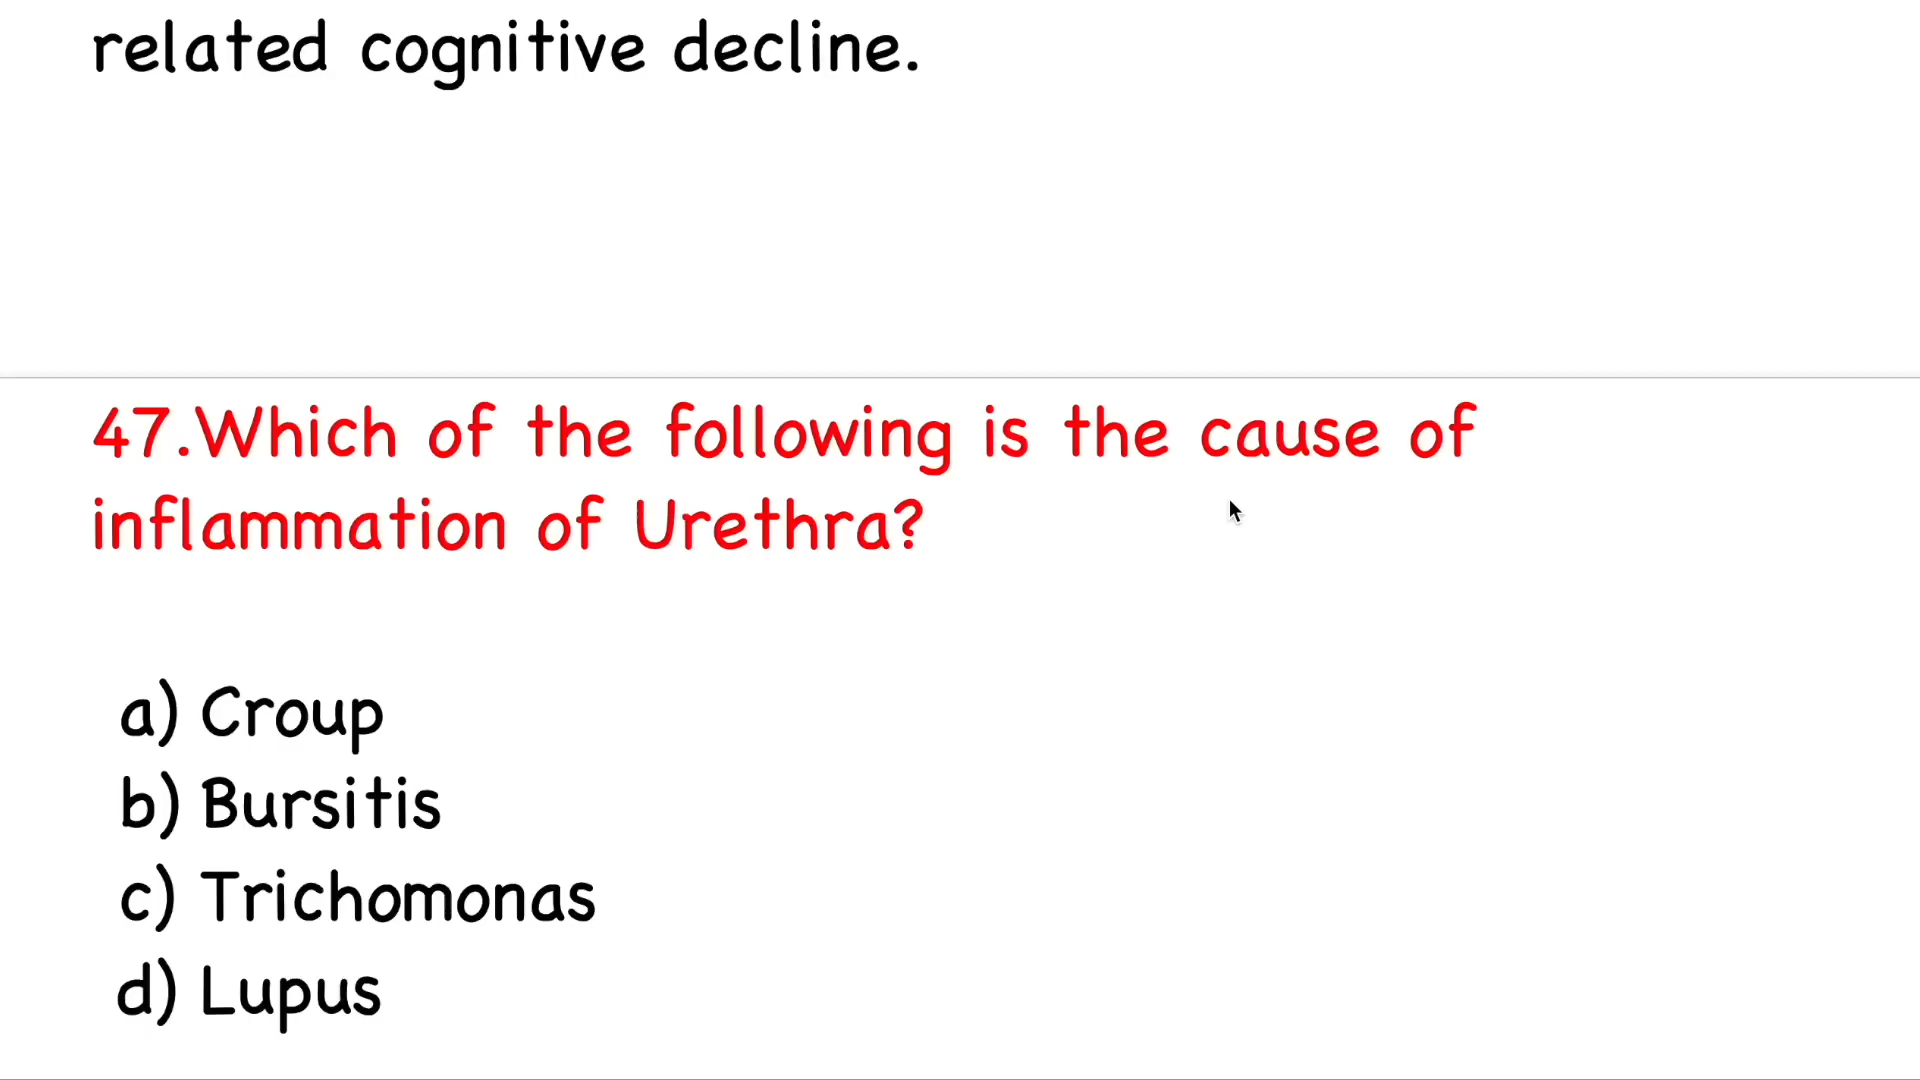 related cognitive decline.
47.Which of the following is the cause of
inflammation of Urethra?
a) Croup
b) Bursitis
c) Trichomonas
d) Lupus